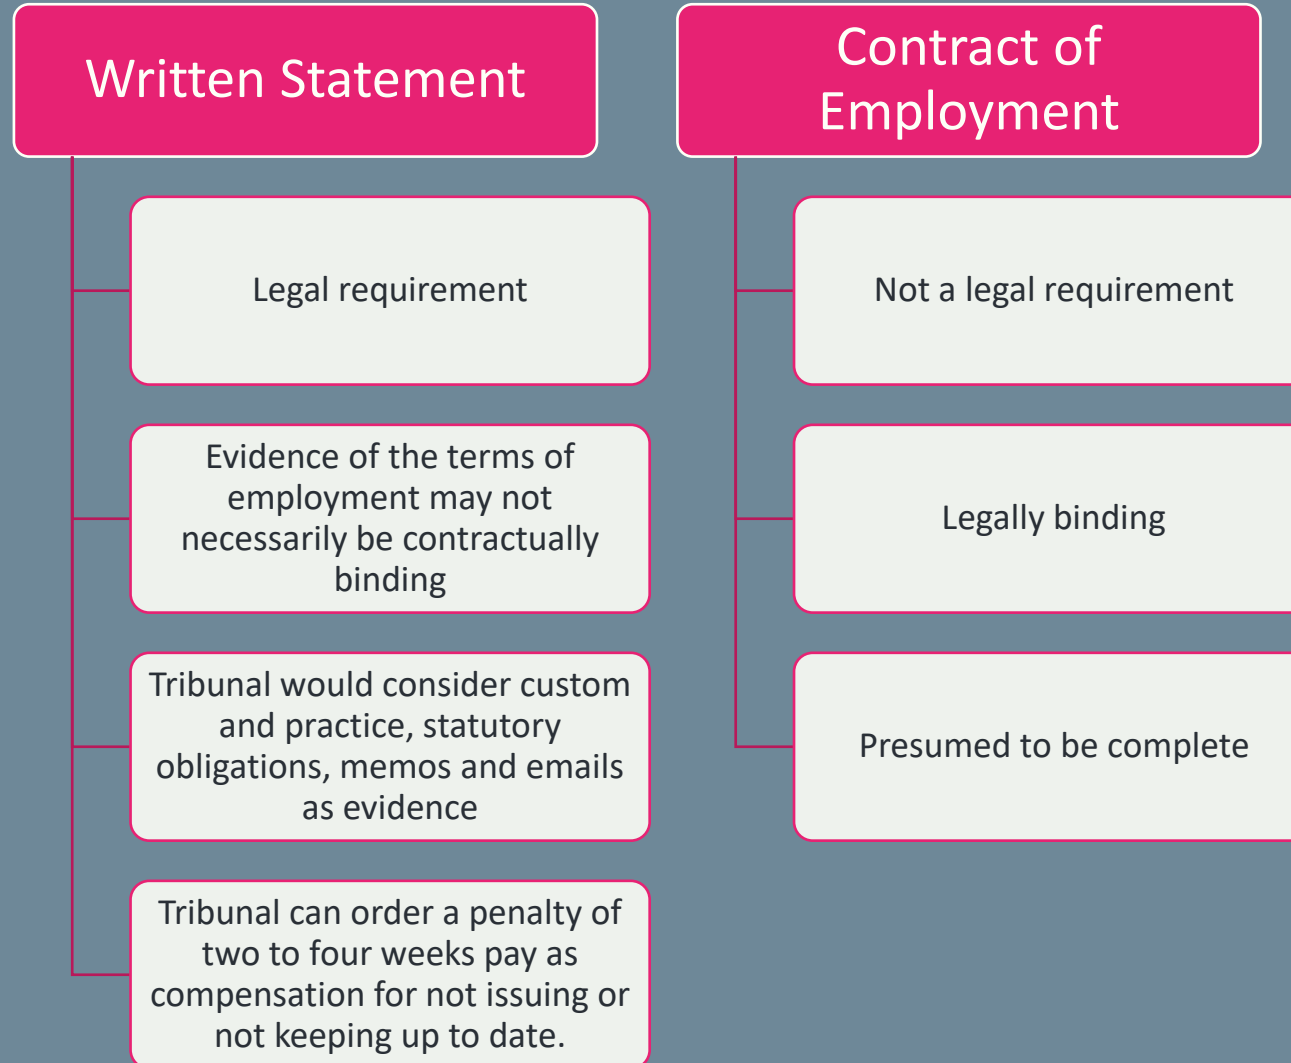 Written Statement
Legal requirement
Evidence of the terms of
employment may not
necessarily be contractually
binding
Tribunal would consider custom
and practice, statutory
obligations, memos and emails
as evidence
Tribunal can order a penalty of
two to four weeks pay as
compensation for not issuing or
not keeping up to date.
Contract of
Employment
Not a legal requirement
Legally binding
Presumed to be complete